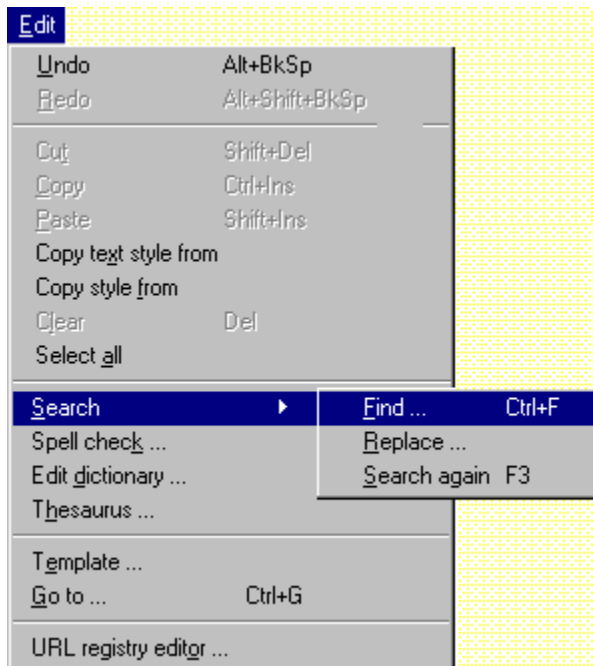 Edit
Undo Alt+BkSp
Redo Alt+Shift+BkSp
Cut Shift+Del
Copy Ctrl+Ins
Paste Shift+Ins
Copy text style from
Copy style from
Clear Del
Select all
Search Find ... Ctrl+F
Spell check ... Replace ...
Edit dictionary ... Search again F3
Thesaurus ...
Template ...
Go to ... Ctrl+G
URL registry editor ...